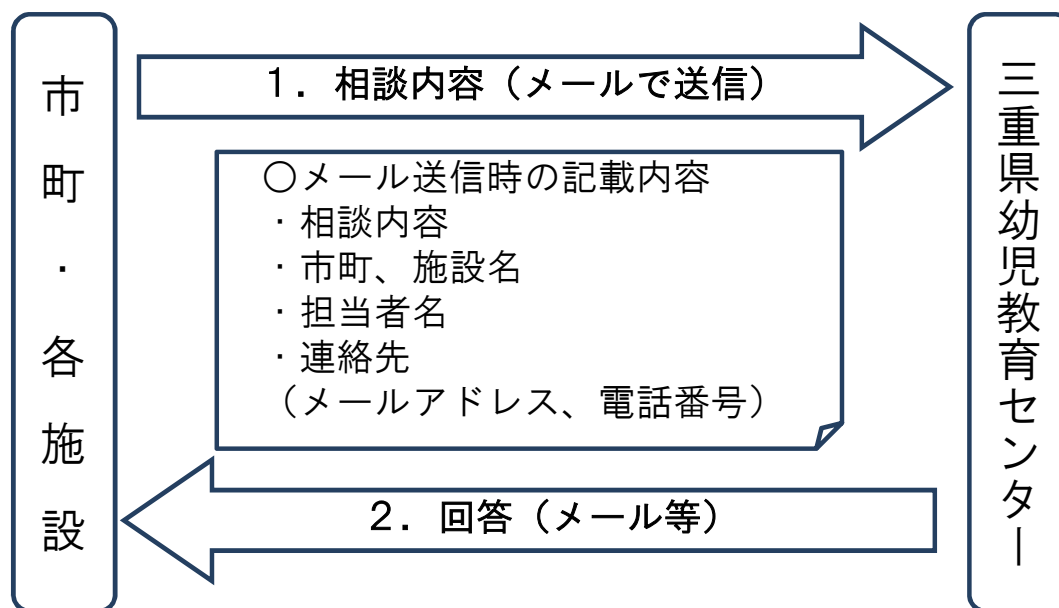 市町・各施設
１．相談内容（メールで送信）
〇メール送信時の記載内容
・相談内容
・市町、施設名
・担当者名
・連絡先
（メールアドレス、電話番号）
２．回答（メール等）
三重県幼児教育センター